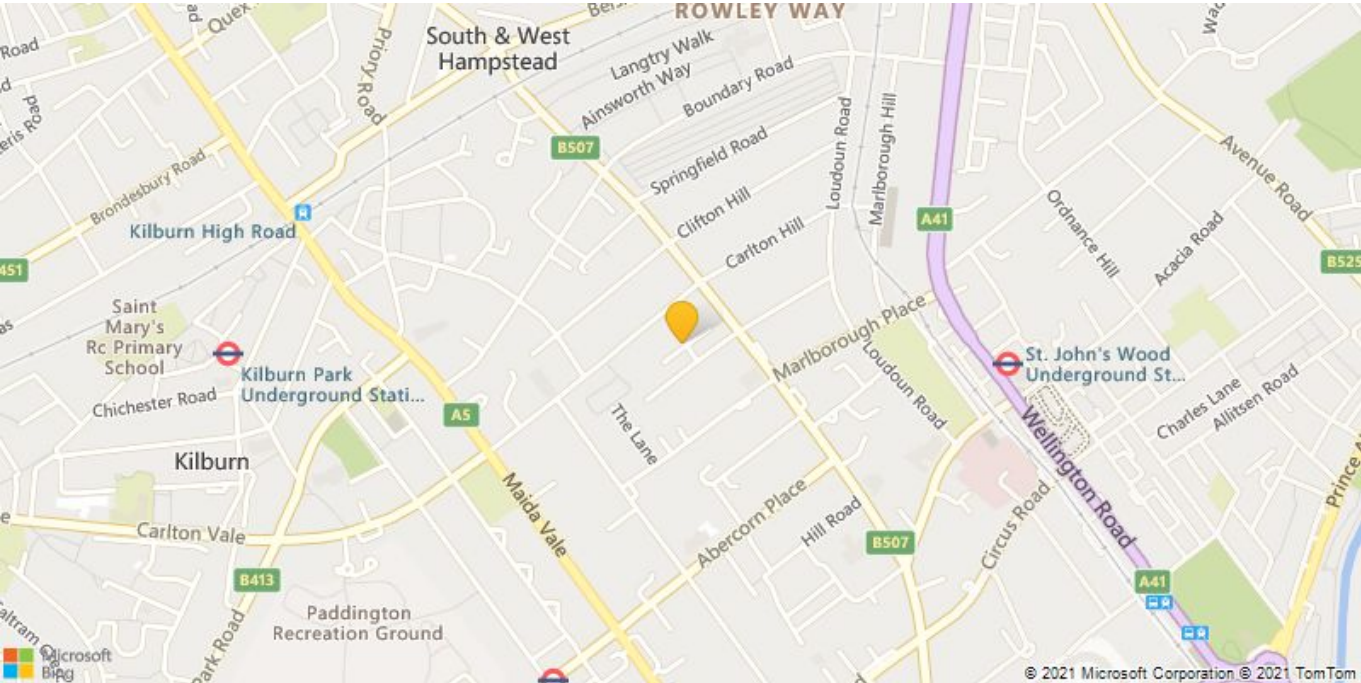 ROWLEY WAY
South & West
Hampstead
Langtry Walk
Ainsworth Way
Boundary Road
Priory Road
Road
B507
Springfield Road
Loudoun Road
Marlborough Hill
Avenue Road
Brondesbury Road
Clifton Hill
A41
Ordnance Hill
Acacia Road
Kilburn High Road
Carlton Hill
Saint
Mary's
Rc Primary
School
Marlborough Place
St. John's Wood
Underground St...
Kilburn Park
Underground Stati...
Loudoun Road
Chichester Road
A5
The Lane
Charles Lane
Allitsen Road
Kilburn
Wellington Road
Maida Vale
Abercorn Place
Hill Road
Circus Road
Carlton Vale
B507
B413
A41
Paddington
Recreation Ground
Park Road
Microsoft
Bing
© 2021 Microsoft Corporation © 2021 TomTom